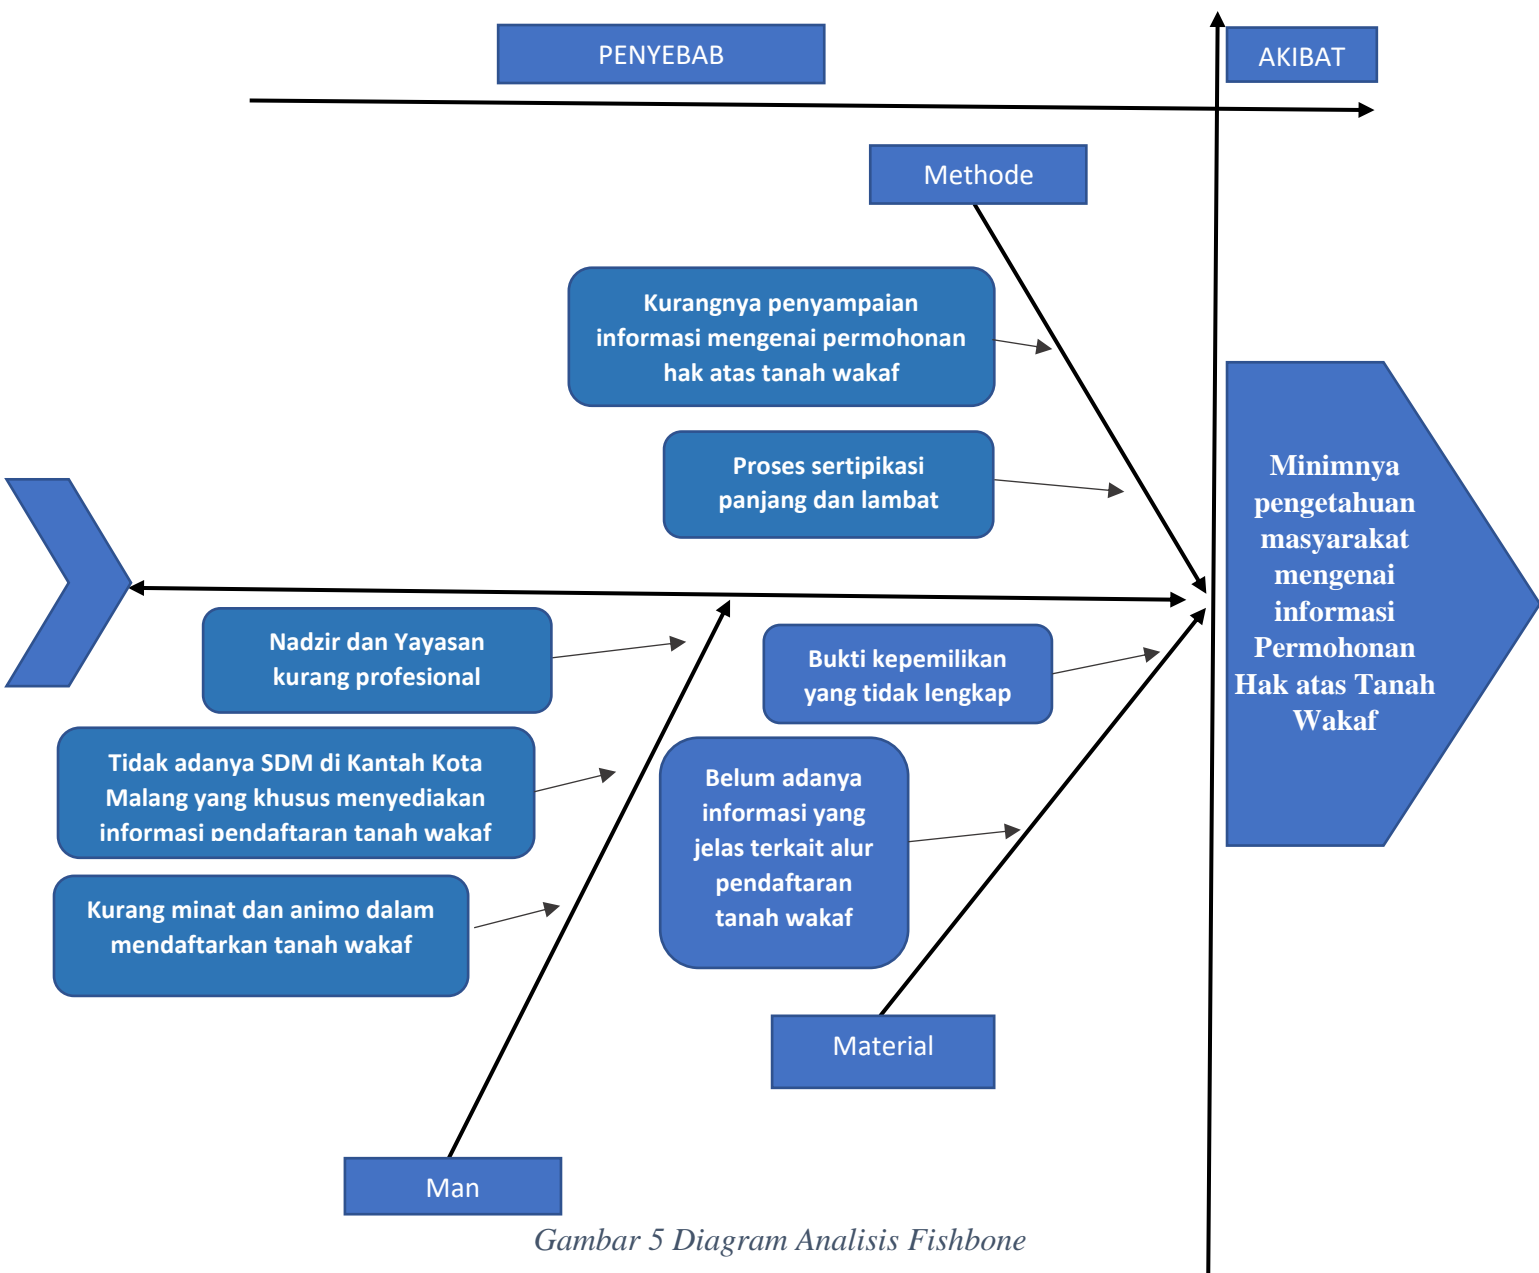 PENYEBAB
AKIBAT
Methode
Kurangnya penyampaian
informasi mengenai permohonan
hak atas tanah wakaf
Proses sertipikasi
panjang dan lambat
Minimnya
pengetahuan
masyarakat
mengenai
informasi
Permohonan
Hak atas Tanah
Wakaf
Nadzir dan Yayasan
kurang profesional
Bukti kepemilikan
yang tidak lengkap
Tidak adanya SDM di Kantah Kota
Malang yang khusus menyediakan
informasi pendaftaran tanah wakaf
Belum adanya
informasi yang
jelas terkait alur
pendaftaran
tanah wakaf
Kurang minat dan animo dalam
mendaftarkan tanah wakaf
Material
Man
Gambar 5 Diagram Analisis Fishbone